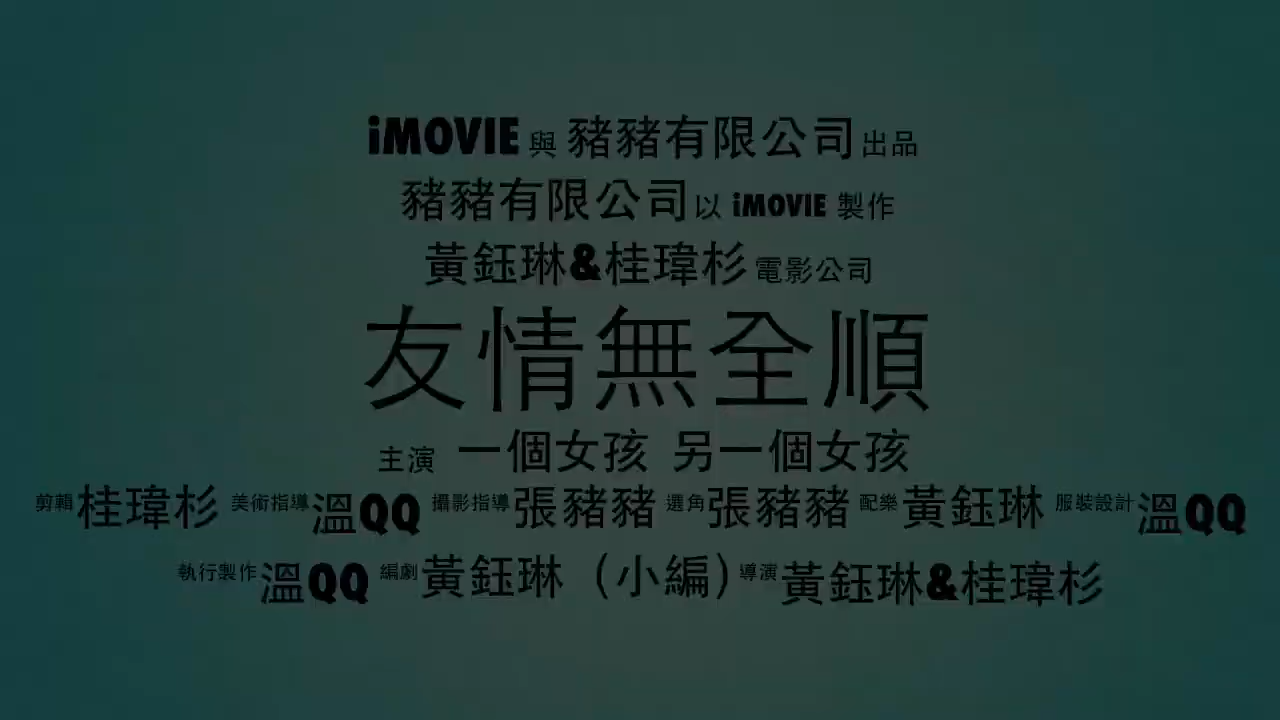 iMOVIE 與 豬豬有限公司 出品
豬豬有限公司 以 iMOVIE 製作
黃鈺琳&桂瑋杉 電影公司
友情無全順
主演 一個女孩 另一個女孩
剪輯 桂瑋杉 美術指導 溫QQ 攝影指導 張豬豬 選角 張豬豬 配樂 黃鈺琳 服裝設計 溫QQ
執行製作 溫QQ 編劇 黃鈺琳（小編）導演 黃鈺琳&桂瑋杉